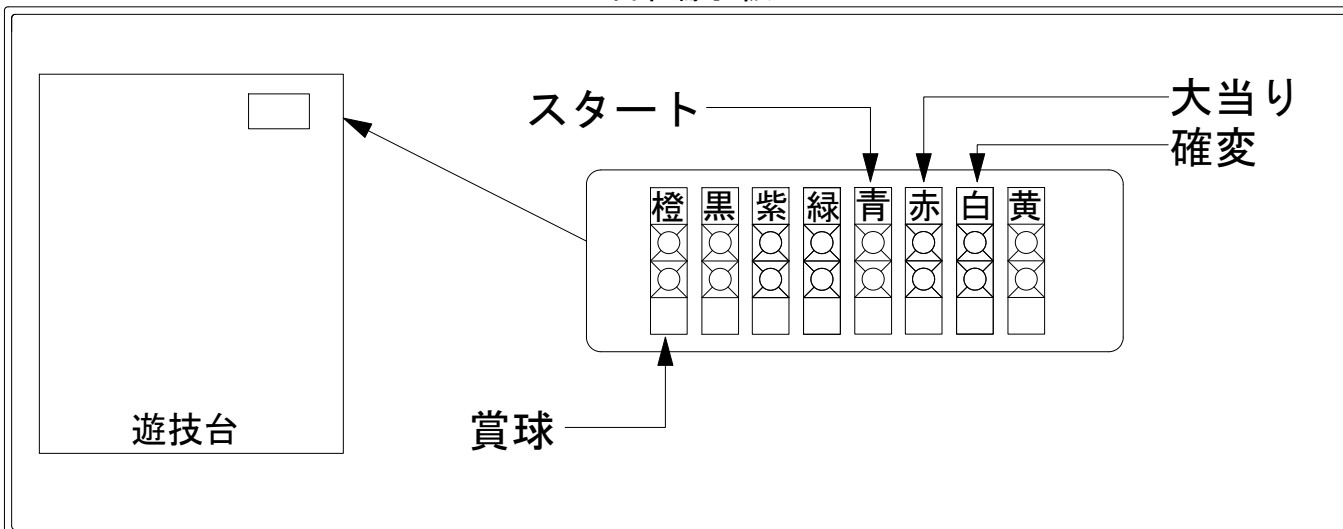 スタート
大当り
確変
橙 黒 紫 緑 青 赤 白 黄
賞球
遊技台